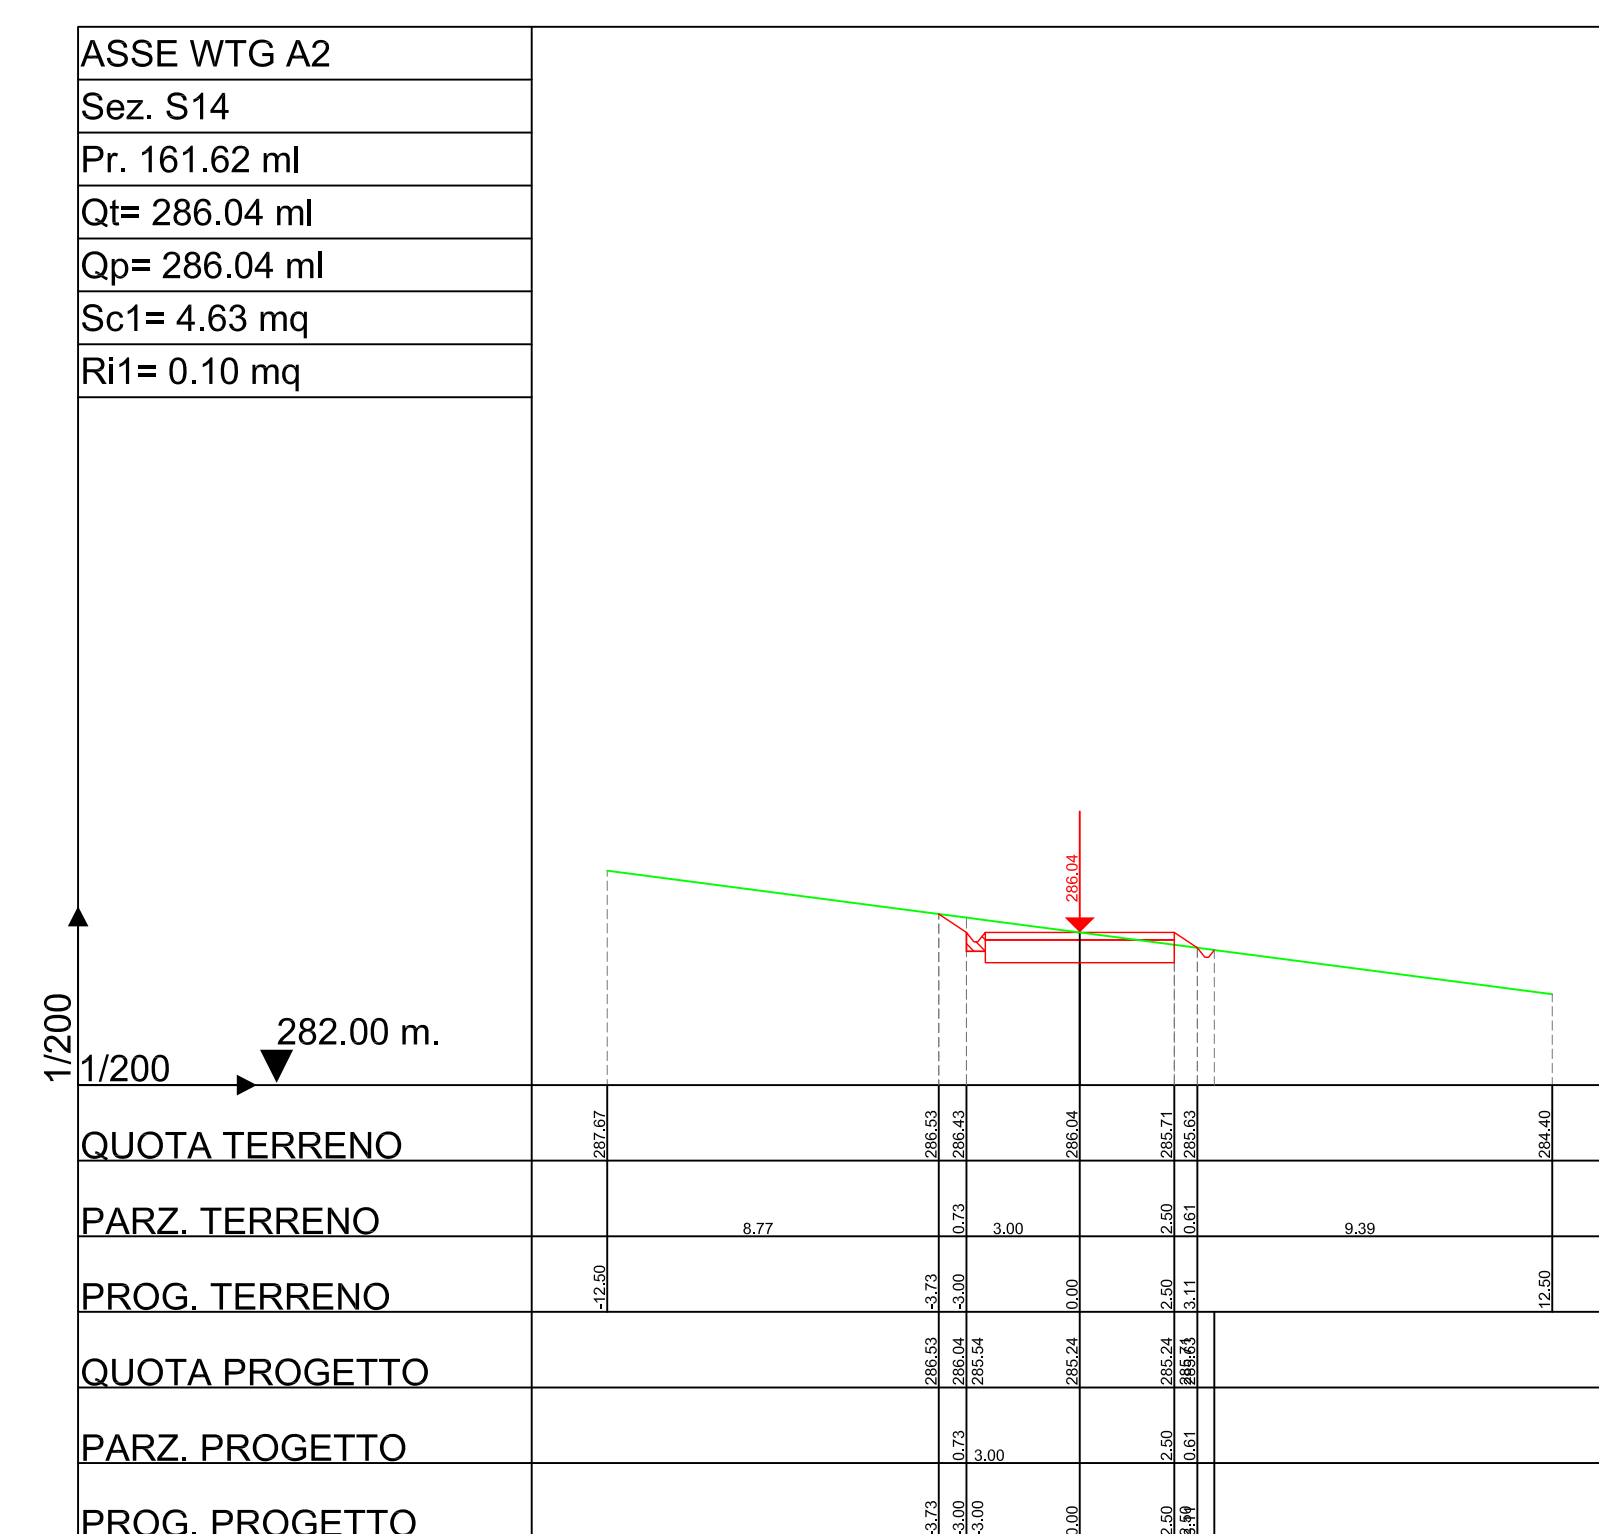 ASSE WTG A2
Sez. S14
Pr. 161.62 ml
Qt= 286.04 ml
Qp= 286.04 ml
Sc1= 4.63 mq
Ri1= 0.10 mq
286.04
1/200
282.00 m.
1/200
QUOTA TERRENO 287.67 286.53 286.43 286.04 285.71 285.63 284.40
PARZ. TERRENO 8.77 0.73 3.00 2.50 0.61 9.39
PROG. TERRENO -12.50 -3.73 -3.00 0.00 2.50 3.11 12.50
QUOTA PROGETTO 286.53 286.04 285.54 285.24 285.24
PARZ. PROGETTO 0.73 3.00 2.50 0.61
PROG. PROGETTO -3.73 -3.00 -3.00 0.00 2.50